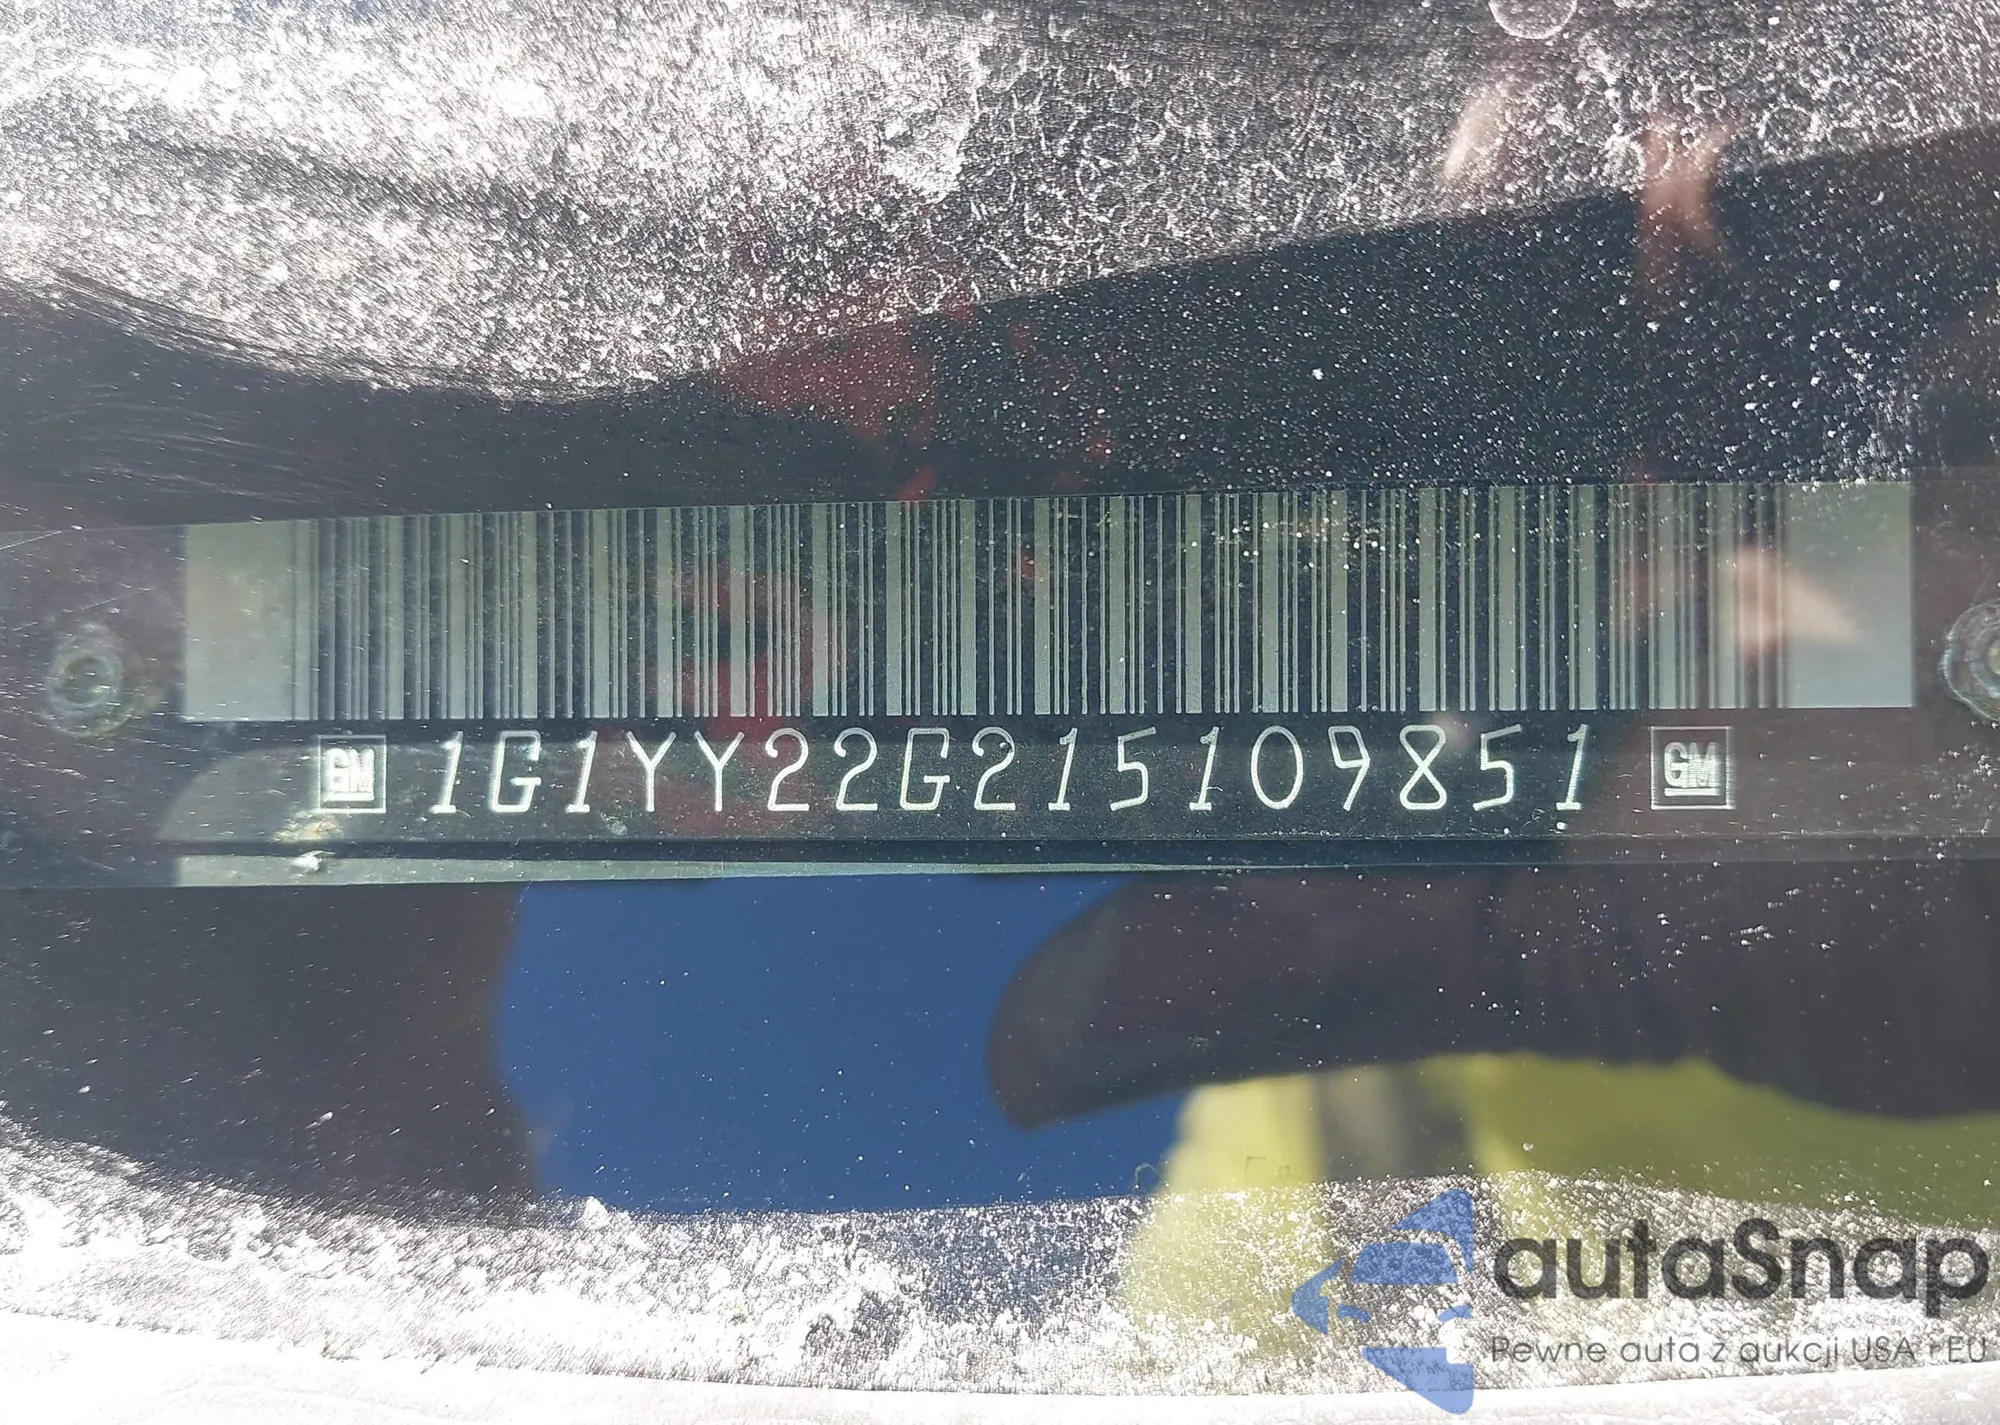 GM 1G1YY22G215109851 GM
autaSnap
Pewne auta z aukcji USA i EU